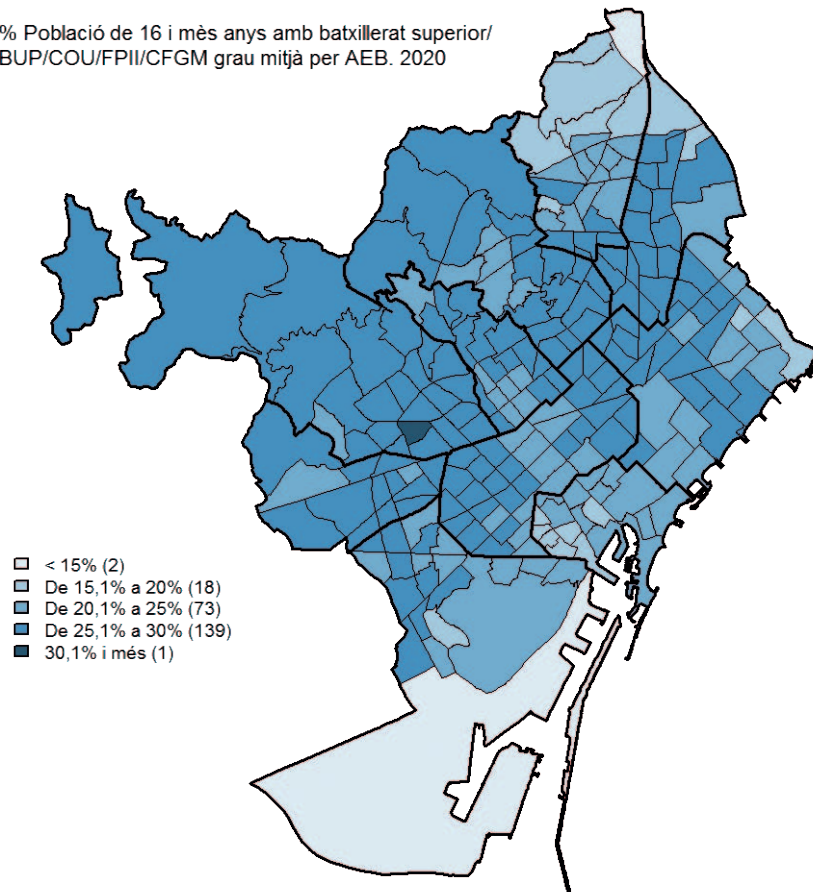 % Població de 16 i mès anys amb batxillerat superior/
BUP/COU/FPII/CFGM grau mitjà per AEB. 2020
< 15% (2)
De 15,1% a 20% (18)
De 20,1% a 25% (73)
De 25,1% a 30% (139)
30,1% i més (1)